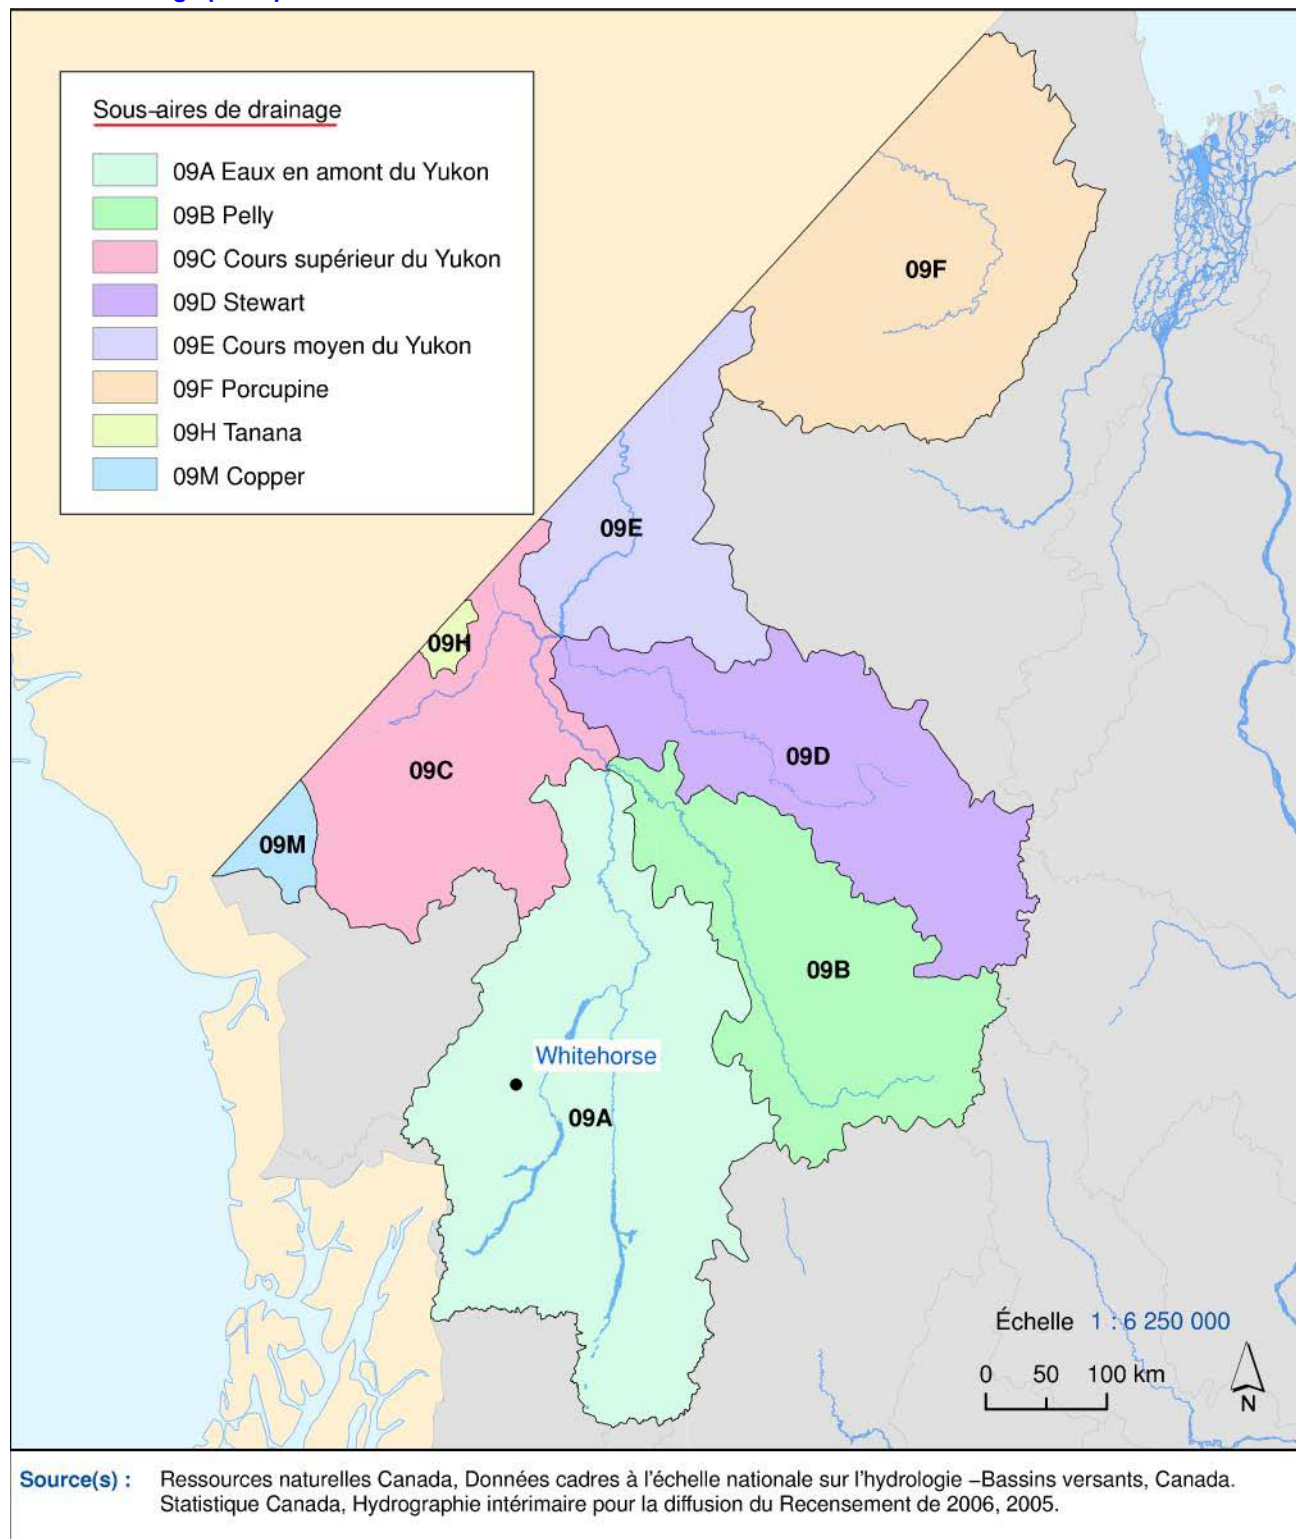 Sous-aires de drainage
09A Eaux en amont du Yukon
09B Pelly
09C Cours supérieur du Yukon
09D Stewart
09E Cours moyen du Yukon
09F Porcupine
09H Tanana
09M Copper
09F
09E
09H
09D
09C
09M
09B
Whitehorse
09A
Échelle 1 : 6 250 000
0 50 100 km
N
Source(s) : Ressources naturelles Canada, Données cadres à l'échelle nationale sur l'hydrologie –Bassins versants, Canada.
Statistique Canada, Hydrographie intérimaire pour la diffusion du Recensement de 2006, 2005.